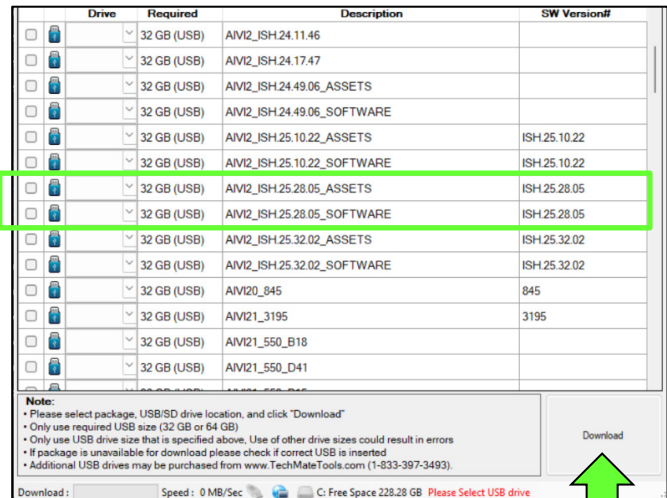 Drive Required Description SW Version#
32 GB (USB) AIVI2_ISH.24.11.46
32 GB (USB) AIVI2_ISH.24.17.47
32 GB (USB) AIVI2_ISH.24.49.06_ASSETS
32 GB (USB) AIVI2_ISH.24.49.06_SOFTWARE
32 GB (USB) AIVI2_ISH.25.10.22_ASSETS ISH.25.10.22
32 GB (USB) AIVI2_ISH.25.10.22_SOFTWARE ISH.25.10.22
32 GB (USB) AIVI2_ISH.25.28.05_ASSETS ISH.25.28.05
32 GB (USB) AIVI2_ISH.25.28.05_SOFTWARE ISH.25.28.05
32 GB (USB) AIVI2_ISH.25.32.02_ASSETS ISH.25.32.02
32 GB (USB) AIVI2_ISH.25.32.02_SOFTWARE ISH.25.32.02
32 GB (USB) AIVI20_845 845
32 GB (USB) AIVI21_3195 3195
32 GB (USB) AIVI21_550_B18
32 GB (USB) AIVI21_550_D41
Note:
• Please select package, USB/SD drive location, and click "Download"
• Only use required USB size (32 GB or 64 GB)
• Only use USB drive size that is specified above, Use of other drive sizes could result in errors
• If package is unavailable for download please check if correct USB is inserted
• Additional USB drives may be purchased from www.TechMateTools.com (1-833-397-3493).
Download
Download : Speed : 0 MB/Sec C: Free Space 228.28 GB Please Select USB drive